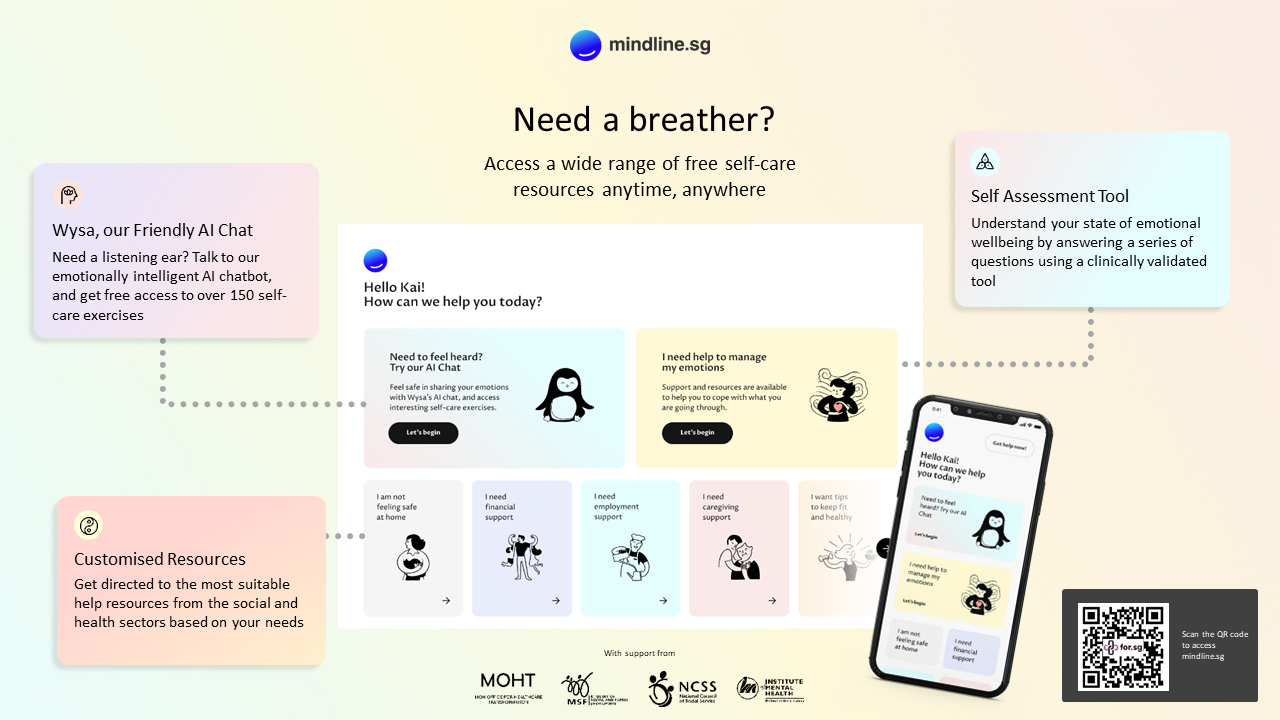 mindline.sg
Need a breather?
Access a wide range of free self-care
resources anytime, anywhere
Wysa, our Friendly AI Chat
Need a listening ear? Talk to our
emotionally intelligent AI chatbot,
and get free access to over 150 self-
care exercises
Self Assessment Tool
Understand your state of emotional
wellbeing by answering a series of
questions using a clinically validated
tool
Hello Kai!
How can we help you today?
Need to feel heard?
Try our AI Chat
Feel safe in sharing your emotions
with Wysa's AI chat, and access
interesting self-care exercises.
Let's begin
I need help to manage
my emotions
Support and resources are available
to help you to cope with what you
are going through.
Let's begin
I am not
feeling safe
at home
I need
financial
support
I need
employment
support
I need
caregiving
support
I want tips
to keep fit
and healthy
Customised Resources
Get directed to the most suitable
help resources from the social and
health sectors based on your needs
9:41
Get help now!
Hello Kai!
How can we help
you today?
Need to feel
heard? Try our AI
Chat
Let's begin
I need help to
manage my
emotions
Let's begin
I am not
feeling safe
at home
I need
financial
support
With support from
MOHT
MOH OFFICE FOR HEALTHCARE
TRANSFORMATION
MSF
NCSS
National Council
of Social Service
INSTITUTE
of MENTAL
HEALTH
for.sg
Scan the QR code
to access
mindline.sg